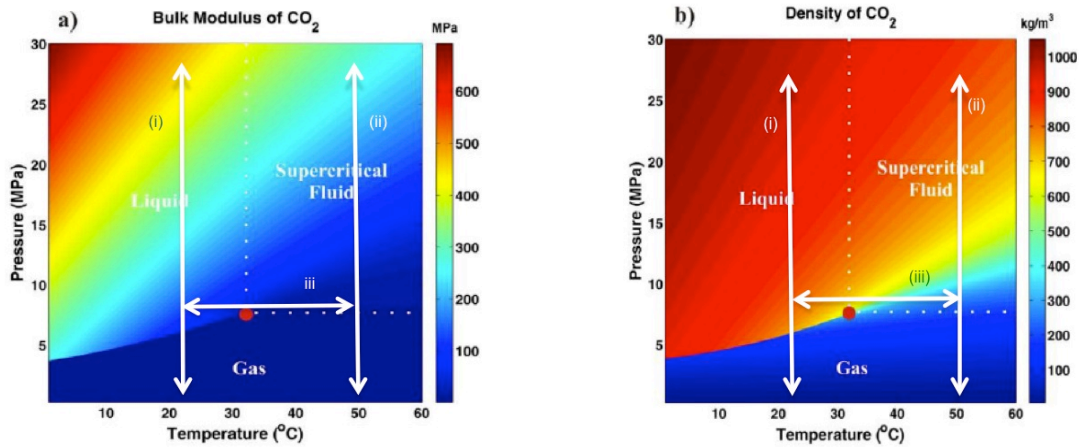 a)
Bulk Modulus of CO2
MPa
30
25
20
15
10
5
Pressure (MPa)
(i)
(ii)
Supercritical
Fluid
Liquid
iii
Gas
10
20
30
40
50
60
Temperature (oC)
600
500
400
300
200
100
b)
Density of CO2
kg/m3
30
25
20
15
10
5
Pressure (MPa)
(i)
(ii)
Supercritical
Fluid
Liquid
(iii)
Gas
10
20
30
40
50
60
Temperature (oC)
1000
900
800
700
600
500
400
300
200
100